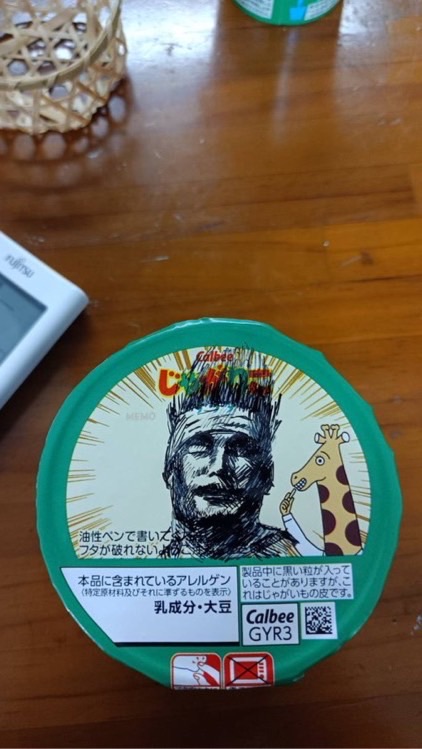 FUJITSU
Calbee
じゃがりこ
MEMO
油性ペンで書いて
フタが破れない
本品に含まれているアレルゲン
(特定原材料及びそれに準ずるものを表示)
乳成分・大豆
製品中に黒い粒が入って
いることがありますが、こ
れはじゃがいもの皮です。
Calbee
GYR3